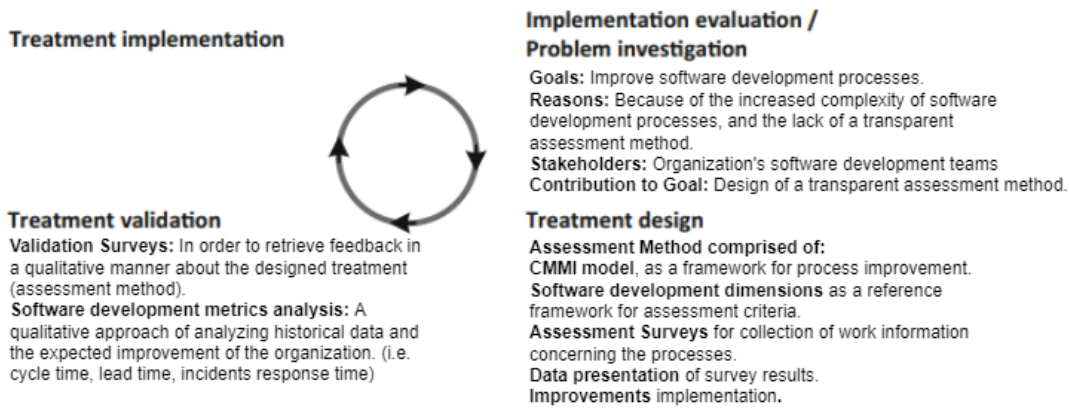 Treatment implementation
Implementation evaluation /
Problem investigation
Goals: Improve software development processes.
Reasons: Because of the increased complexity of software
development processes, and the lack of a transparent
assessment method.
Stakeholders: Organization's software development teams
Contribution to Goal: Design of a transparent assessment method.
Treatment validation
Validation Surveys: In order to retrieve feedback in
a qualitative manner about the designed treatment
(assessment method).
Software development metrics analysis: A
qualitative approach of analyzing historical data and
the expected improvement of the organization. (i.e.
cycle time, lead time, incidents response time)
Treatment design
Assessment Method comprised of:
CMMI model, as a framework for process improvement.
Software development dimensions as a reference
framework for assessment criteria.
Assessment Surveys for collection of work information
concerning the processes.
Data presentation of survey results.
Improvements implementation.